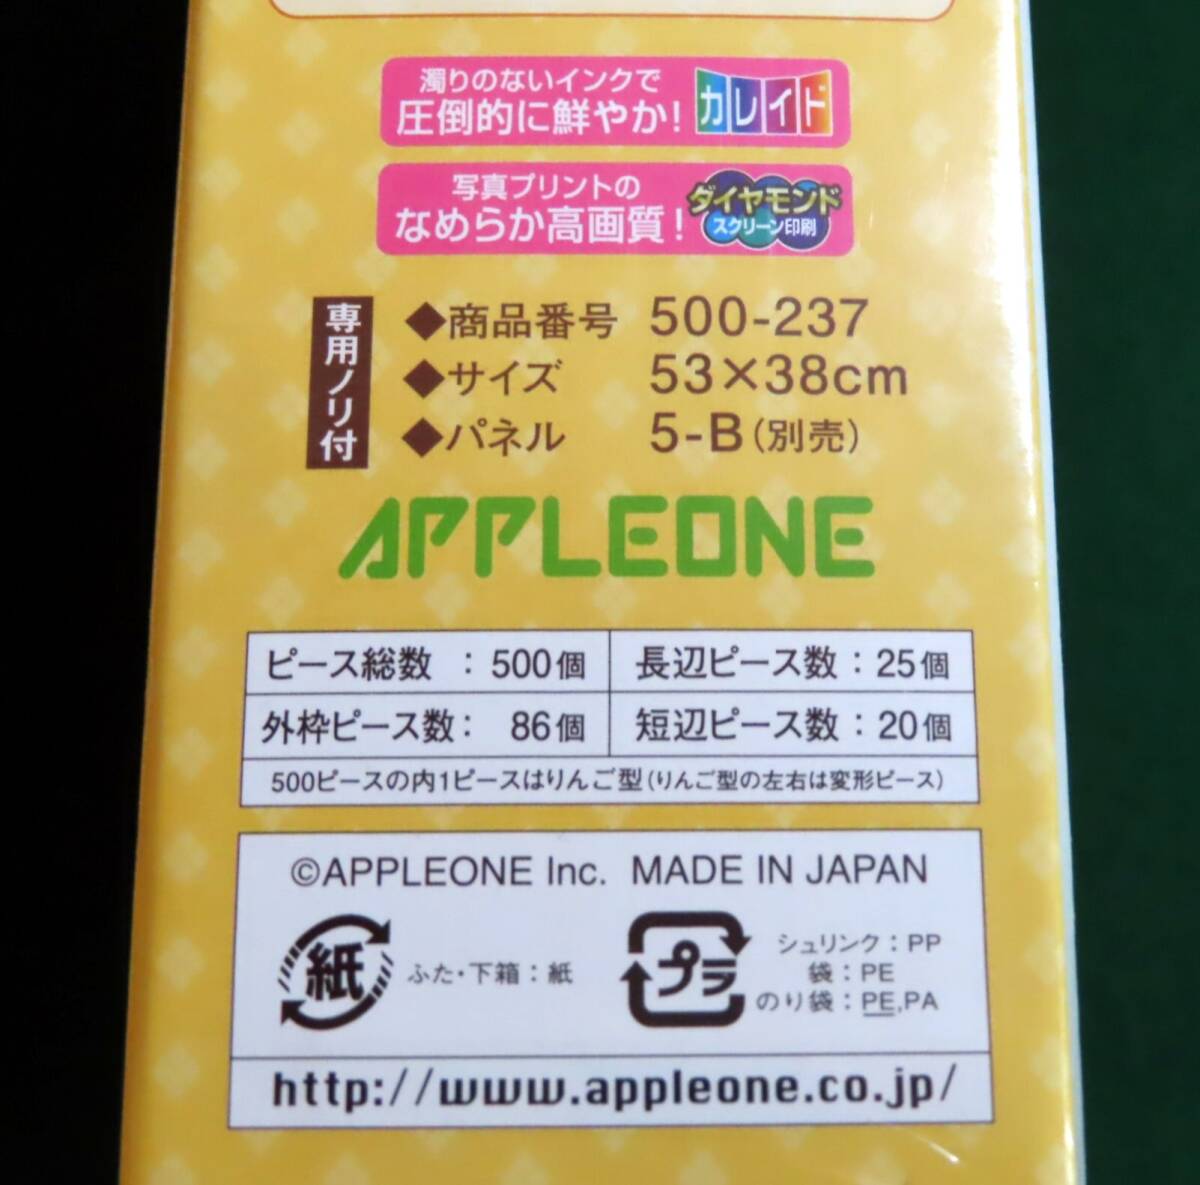 濁りのないインクで
圧倒的に鮮やか! カレイド
写真プリントの
なめらか高画質! ダイヤモンド
スクリーン印刷
専用ノリ付
◆商品番号 500-237
◆サイズ 53×38cm
◆パネル 5-B(別売)
APPLEONE
ピース総数 : 500個 長辺ピース数 : 25個
外枠ピース数 : 86個 短辺ピース数 : 20個
500ピースの内1ピースはりんご型(りんご型の左右は変形ピース)
©APPLEONE Inc. MADE IN JAPAN
紙 ふた・下箱 : 紙
プラ シュリンク : PP
袋 : PE
のり袋 : PE,PA
http://www.appleone.co.jp/